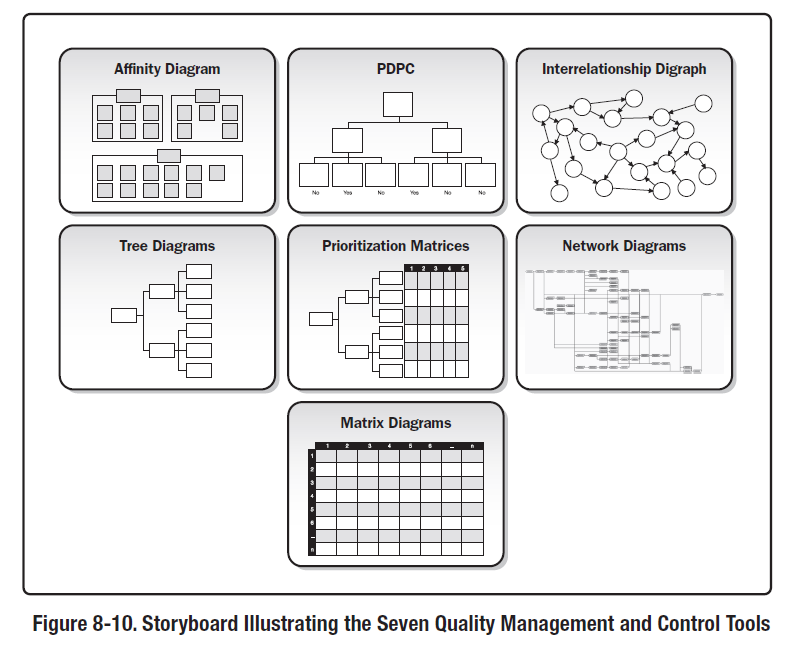 Affinity Diagram
PDPC
Interrelationship Digraph
No Yes No Yes No No
Tree Diagrams
Prioritization Matrices
Network Diagrams
1 2 3 4 5
Matrix Diagrams
1 2 3 4 5 6 ... n
1
2
3
4
5
6
...
n
Figure 8-10. Storyboard Illustrating the Seven Quality Management and Control Tools